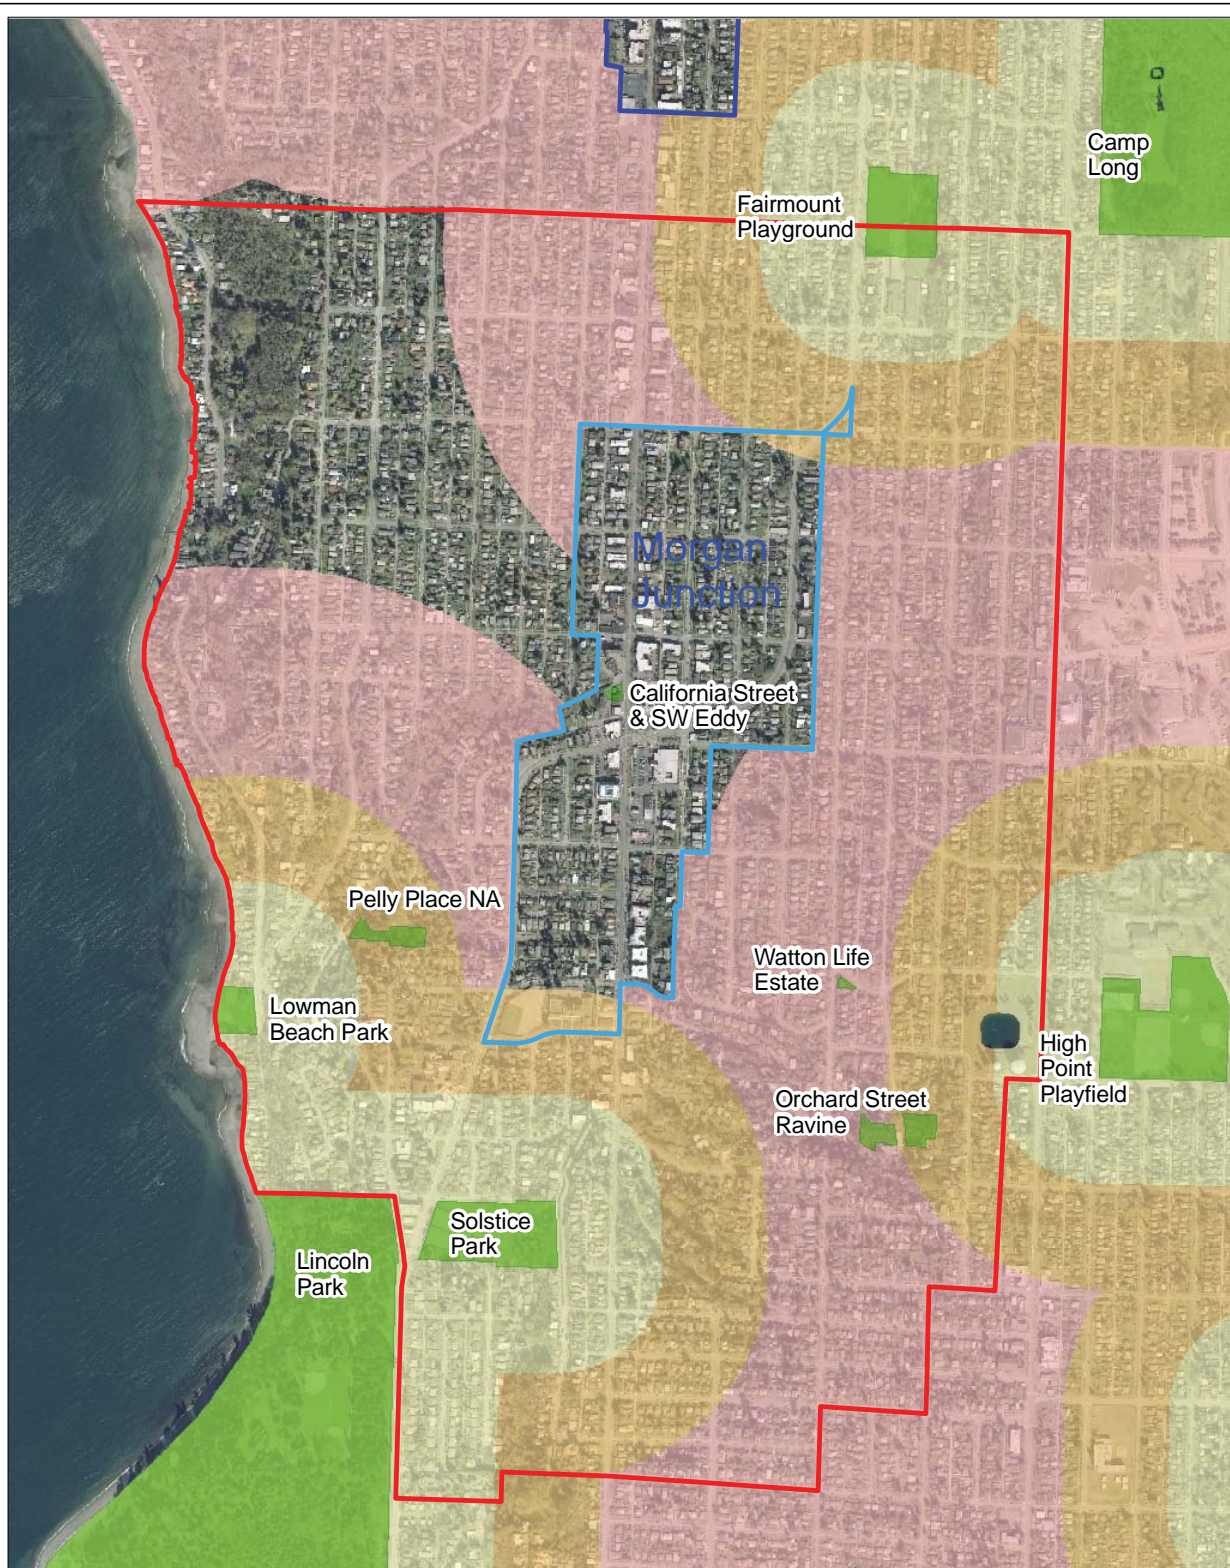 Camp
Long
Fairmount
Playground
Morgan
Junction
California Street
& SW Eddy
Pelly Place NA
Watton Life
Estate
Lowman
Beach Park
High
Point
Playfield
Orchard Street
Ravine
Solstice
Park
Lincoln
Park